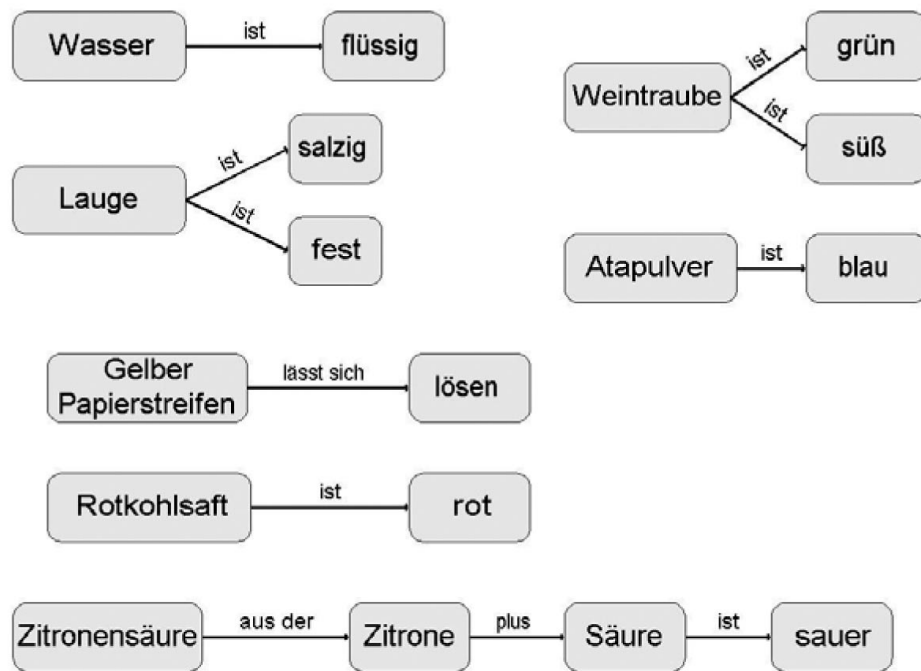 Wasser ist flüssig
Weintraube ist grün
ist süß
Lauge ist salzig
ist fest
Atapulver ist blau
Gelber
Papierstreifen lässt sich lösen
Rotkohlsaft ist rot
Zitronensäure aus der Zitrone plus Säure ist sauer